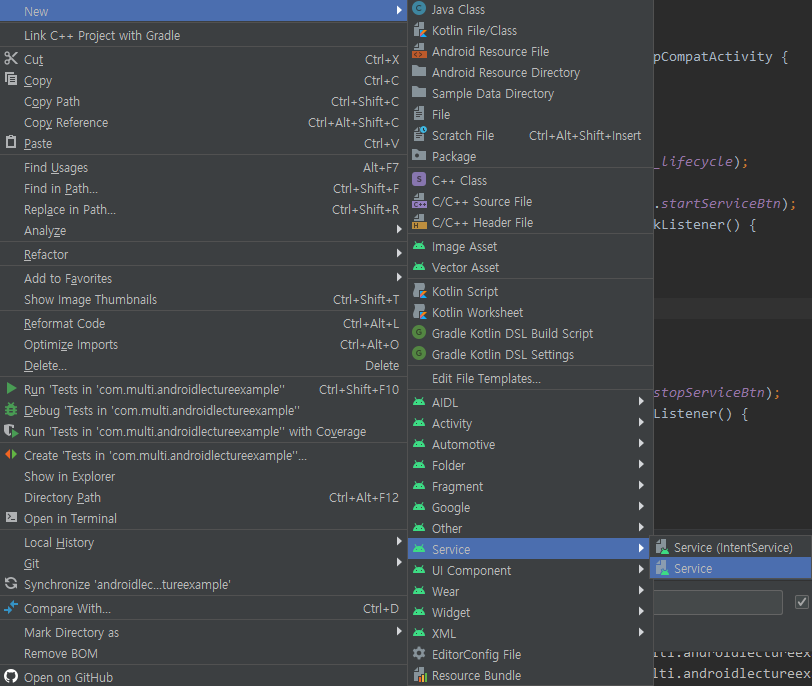 New
Link C++ Project with Gradle
Cut Ctrl+X
Copy Ctrl+C
Copy Path Ctrl+Shift+C
Copy Reference Ctrl+Alt+Shift+C
Paste Ctrl+V
Find Usages Alt+F7
Find in Path... Ctrl+Shift+F
Replace in Path... Ctrl+Shift+R
Analyze
Refactor
Add to Favorites
Show Image Thumbnails Ctrl+Shift+T
Reformat Code Ctrl+Alt+L
Optimize Imports Ctrl+Alt+O
Delete... Delete
Run 'Tests in 'com.multi.androidlectureexample'' Ctrl+Shift+F10
Debug 'Tests in 'com.multi.androidlectureexample''
Run 'Tests in 'com.multi.androidlectureexample'' with Coverage
Create 'Tests in 'com.multi.androidlectureexample''...
Show in Explorer
Directory Path Ctrl+Alt+F12
Open in Terminal
Local History
Git
Synchronize 'androidlec...tureexample'
Compare With... Ctrl+D
Mark Directory as
Remove BOM
Open on GitHub
Java Class
Kotlin File/Class
Android Resource File
Android Resource Directory
Sample Data Directory
File
Scratch File Ctrl+Alt+Shift+Insert
Package
C++ Class
C/C++ Source File
C/C++ Header File
Image Asset
Vector Asset
Kotlin Script
Kotlin Worksheet
Gradle Kotlin DSL Build Script
Gradle Kotlin DSL Settings
Edit File Templates...
AIDL
Activity
Automotive
Folder
Fragment
Google
Other
Service
UI Component
Wear
Widget
XML
EditorConfig File
Resource Bundle
Service (IntentService)
Service
pCompatActivity {
_lifecycle);
.startServiceBtn);
kListener() {
stopServiceBtn);
Listener() {
lti.androidlectureex
lti.androidlectureex